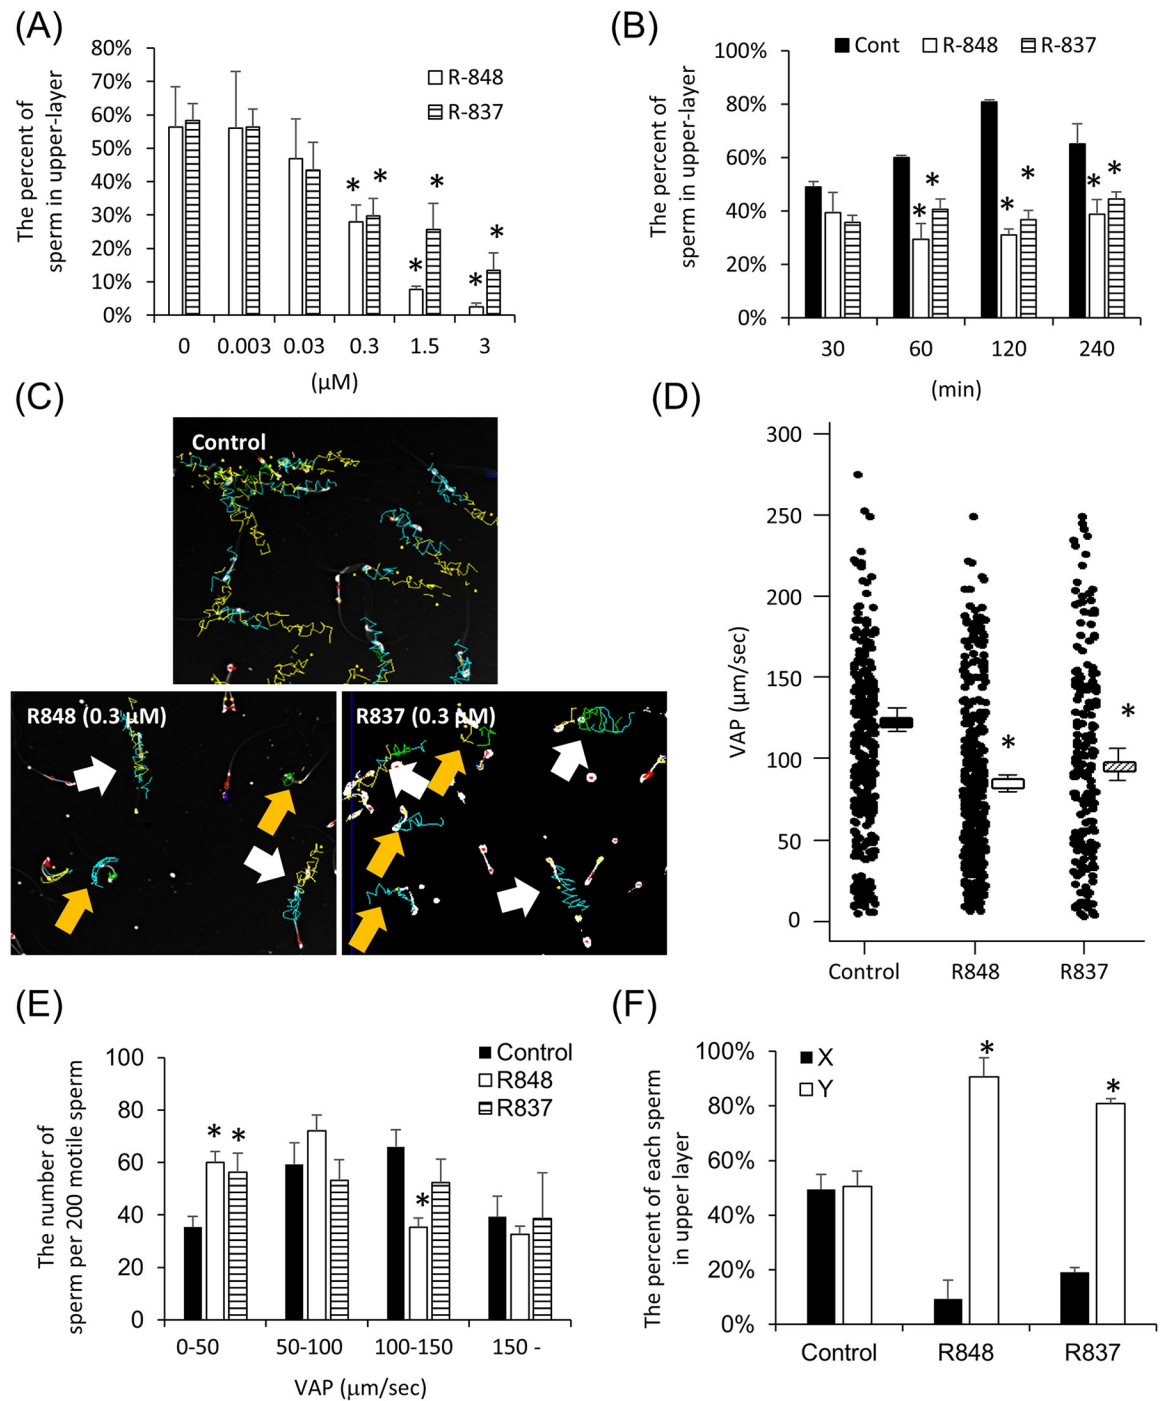 (A)
80%
70%
60%
50%
40%
30%
20%
10%
0%
The percent of
sperm in upper-layer
R-848
R-837
* * * * * *
0 0.003 0.03 0.3 1.5 3
(μM)
(B)
100%
80%
60%
40%
20%
0%
The percent of
sperm in upper-layer
Cont R-848 R-837
* * * * * *
30 60 120 240
(min)
(C)
Control
R848 (0.3 μM)
R837 (0.3 μM)
(D)
300
250
200
150
100
50
0
VAP (μm/sec)
* *
Control R848 R837
(E)
100
80
60
40
20
0
The number of
sperm per 200 motile sperm
Control
R848
R837
* * *
0-50 50-100 100-150 150 -
VAP (μm/sec)
(F)
100%
80%
60%
40%
20%
0%
The percent of each sperm
in upper layer
X
Y
* *
Control R848 R837